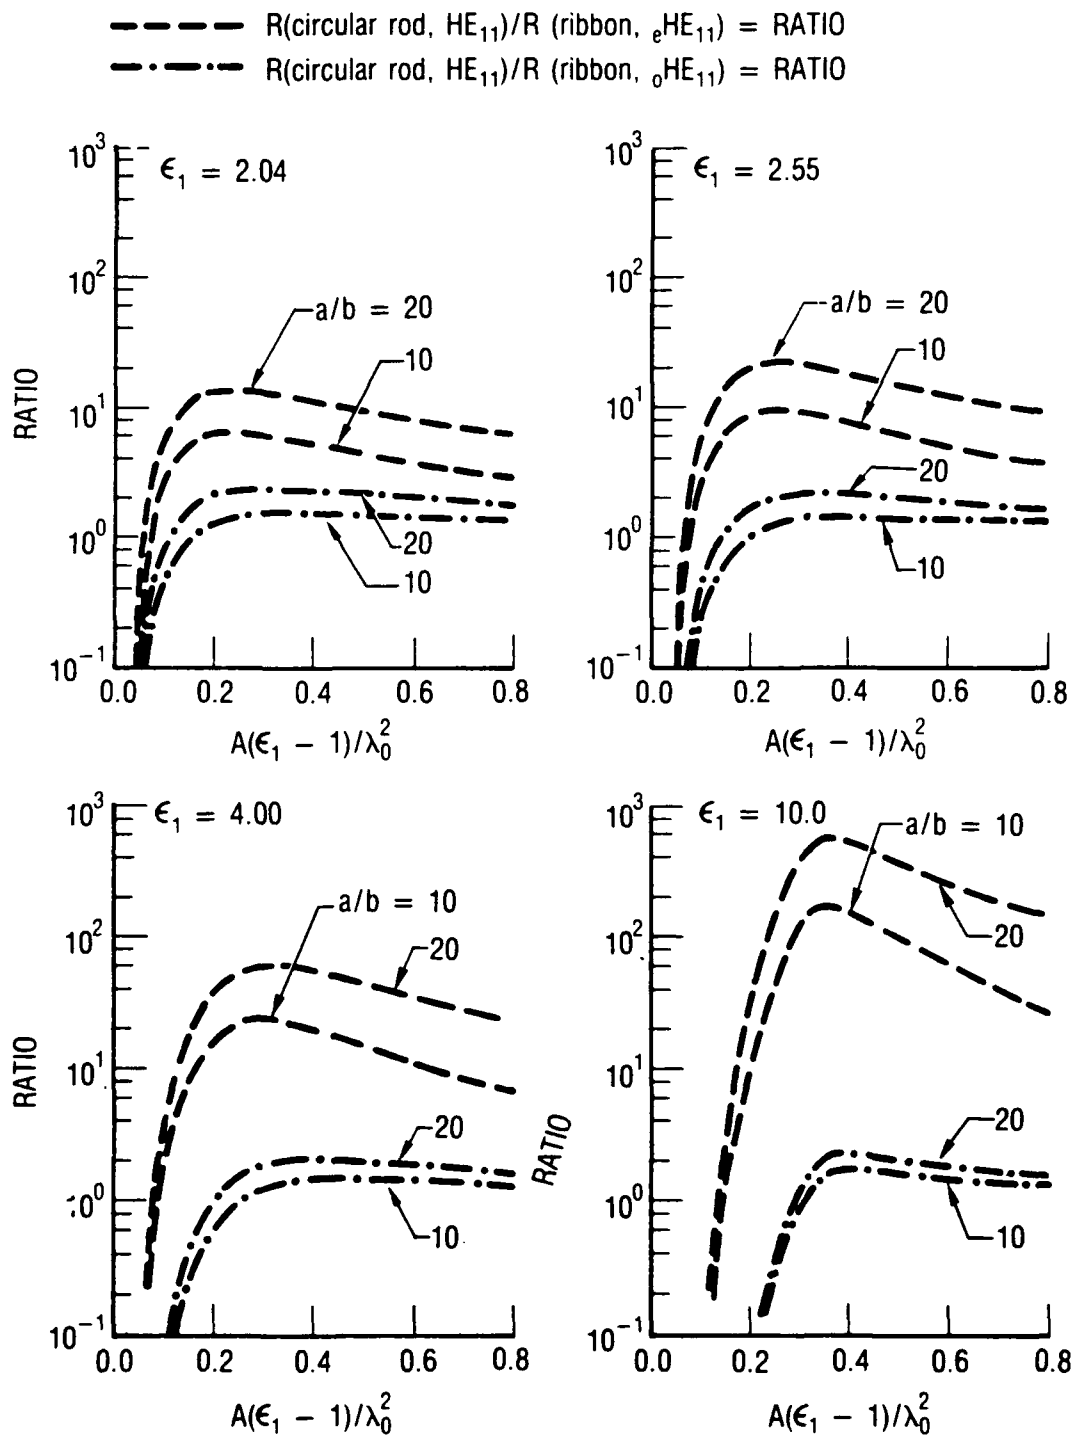 R(circular rod, HE₁₁)/R (ribbon, ₑHE₁₁) = RATIO
R(circular rod, HE₁₁)/R (ribbon, ₒHE₁₁) = RATIO
10³
ϵ₁ = 2.04
10²
a/b = 20
10
RATIO
10¹
10⁰
20
10
10⁻¹
0.0 0.2 0.4 0.6 0.8
A(ϵ₁ − 1)/λ₀²
10³
ϵ₁ = 2.55
10²
a/b = 20
10
10¹
20
10⁰
10
10⁻¹
0.0 0.2 0.4 0.6 0.8
A(ϵ₁ − 1)/λ₀²
10³
ϵ₁ = 4.00
a/b = 10
20
10²
RATIO
10¹
20
10⁰
10
10⁻¹
0.0 0.2 0.4 0.6 0.8
A(ϵ₁ − 1)/λ₀²
10³
ϵ₁ = 10.0
a/b = 10
20
10²
10¹
RATIO
20
10⁰
10
10⁻¹
0.0 0.2 0.4 0.6 0.8
A(ϵ₁ − 1)/λ₀²